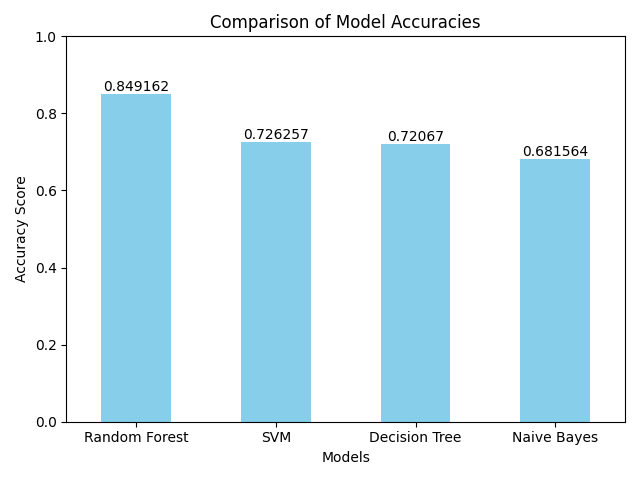 Comparison of Model Accuracies
1.0
0.8
0.6
0.4
0.2
0.0
Accuracy Score
0.849162
0.726257
0.72067
0.681564
Random Forest
SVM
Decision Tree
Naive Bayes
Models